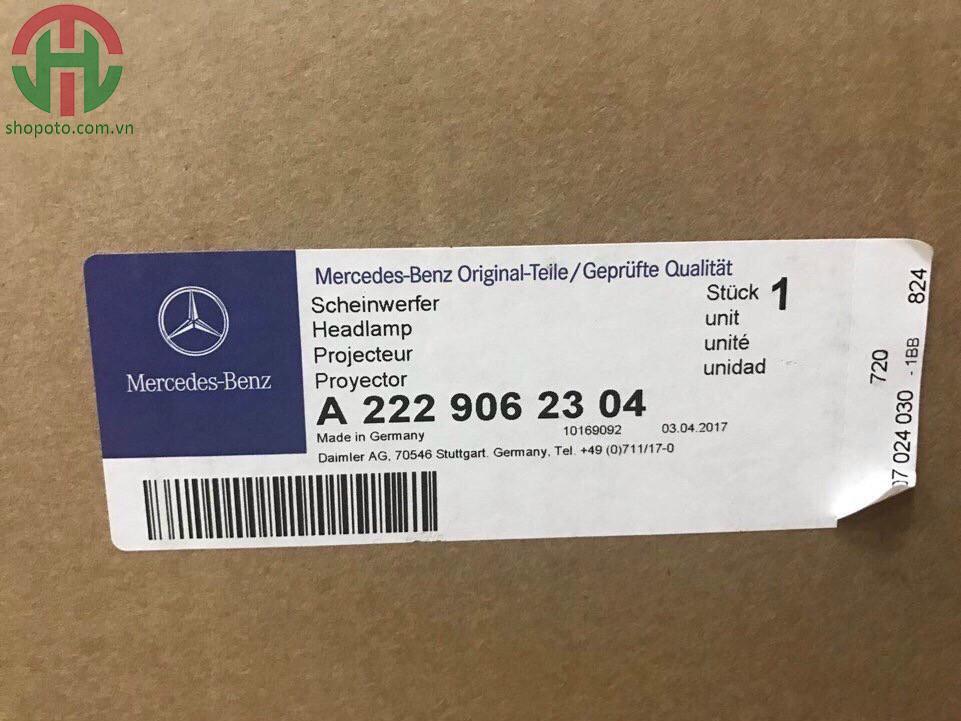 shopoto.com.vn
Mercedes-Benz
Mercedes-Benz Original-Teile/Geprüfte Qualität
Scheinwerfer
Headlamp
Projecteur
Proyector
Stück 1
unit
unité
unidad
A 222 906 23 04
Made in Germany 10169092 03.04.2017
Daimler AG, 70546 Stuttgart. Germany, Tel. +49 (0)711/17-0
720
07 024 030 - 1BB 824